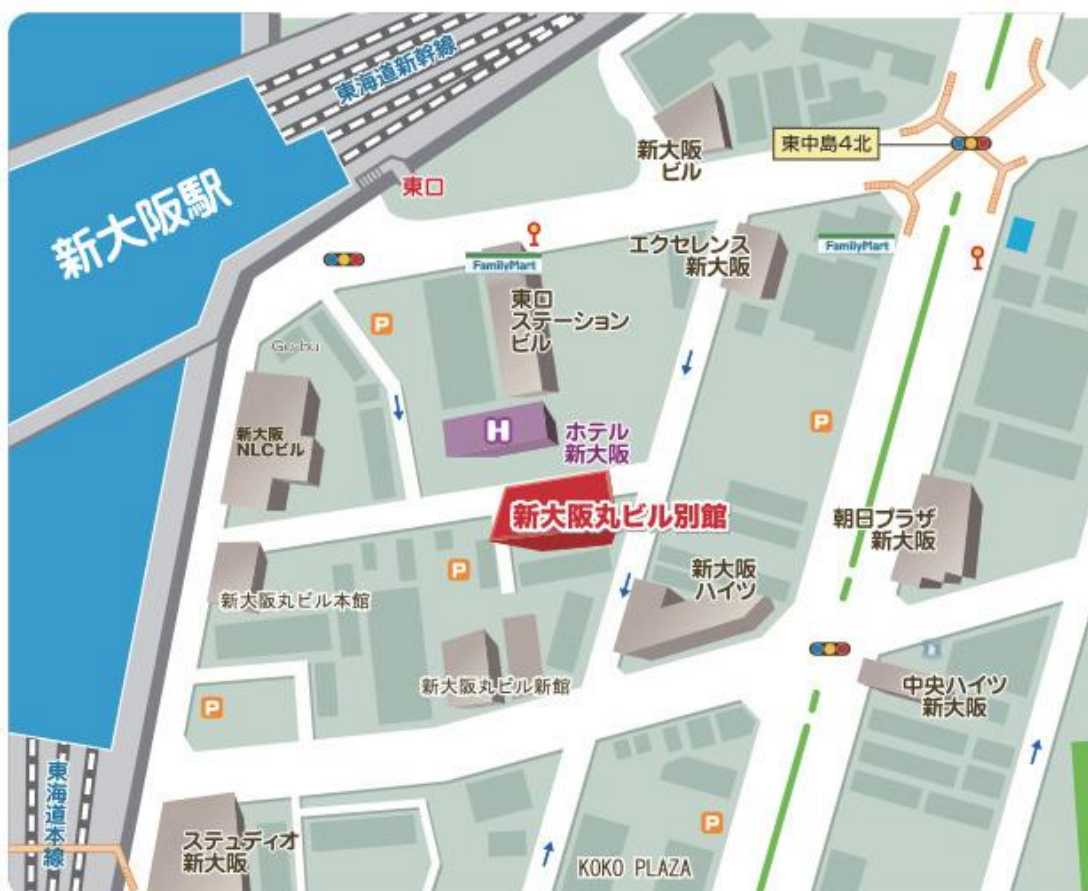 東海道新幹線
新大阪駅
東口
新大阪
ビル
東中島4北
FamilyMart
エクセレンス
新大阪
FamilyMart
東口
ステーション
ビル
P
Gu-bu
H
ホテル
新大阪
P
新大阪
NLCビル
新大阪丸ビル別館
朝日プラザ
新大阪
P
新大阪
ハイツ
新大阪丸ビル本館
新大阪丸ビル新館
中央ハイツ
新大阪
P
東海道本線
ステュディオ
新大阪
P
KOKO PLAZA